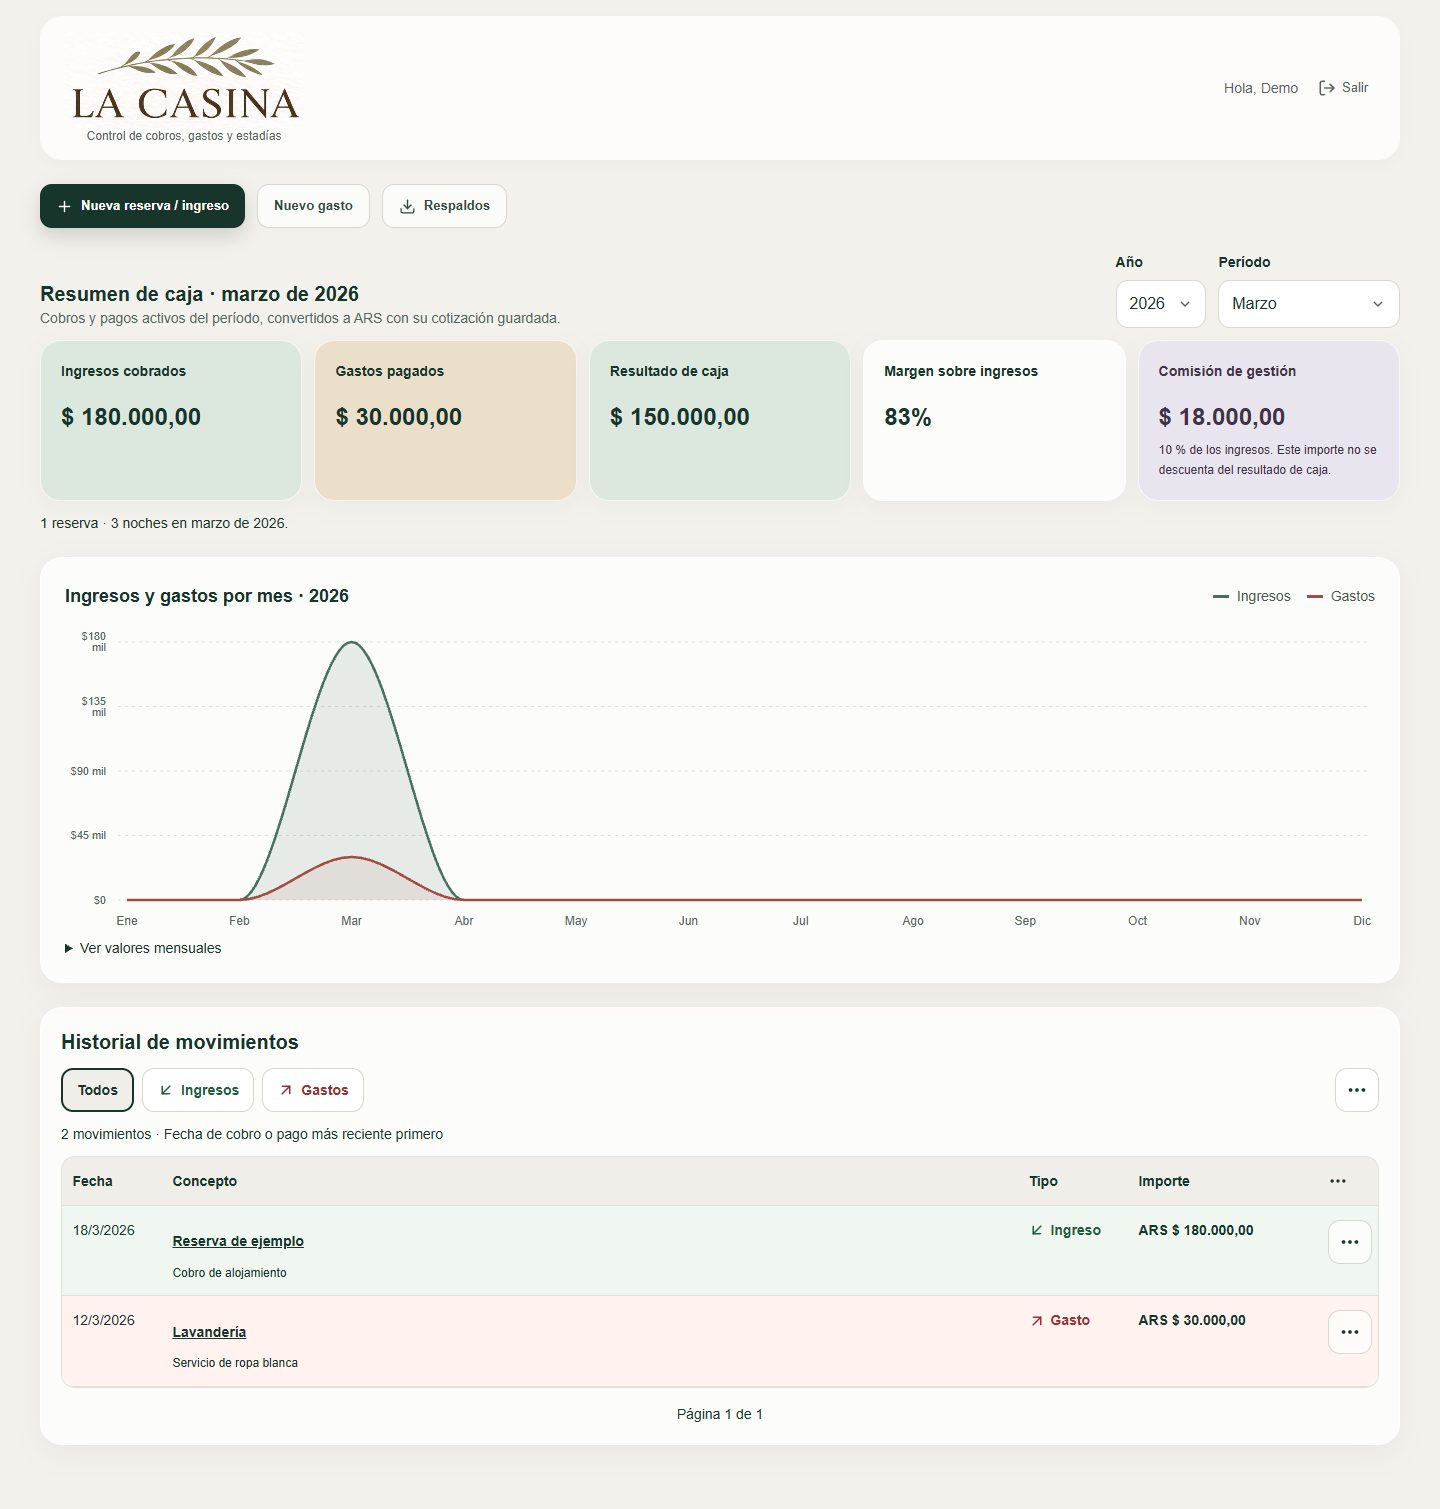 LA CASINA
Control de cobros, gastos y estadías
Hola, Demo
Salir
Nueva reserva / ingreso
Nuevo gasto
Respaldos
Año
Período
Resumen de caja · marzo de 2026
2026
Marzo
Cobros y pagos activos del período, convertidos a ARS con su cotización guardada.
Ingresos cobrados
$ 180.000,00
Gastos pagados
$ 30.000,00
Resultado de caja
$ 150.000,00
Margen sobre ingresos
83%
Comisión de gestión
$ 18.000,00
10 % de los ingresos. Este importe no se
descuenta del resultado de caja.
1 reserva · 3 noches en marzo de 2026.
Ingresos y gastos por mes · 2026
Ingresos
Gastos
$180
mil
$135
mil
$90 mil
$45 mil
$0
Ene Feb Mar Abr May Jun Jul Ago Sep Oct Nov Dic
Ver valores mensuales
Historial de movimientos
Todos
Ingresos
Gastos
2 movimientos · Fecha de cobro o pago más reciente primero
Fecha Concepto Tipo Importe
18/3/2026
Reserva de ejemplo
Cobro de alojamiento
Ingreso
ARS $ 180.000,00
12/3/2026
Lavandería
Servicio de ropa blanca
Gasto
ARS $ 30.000,00
Página 1 de 1